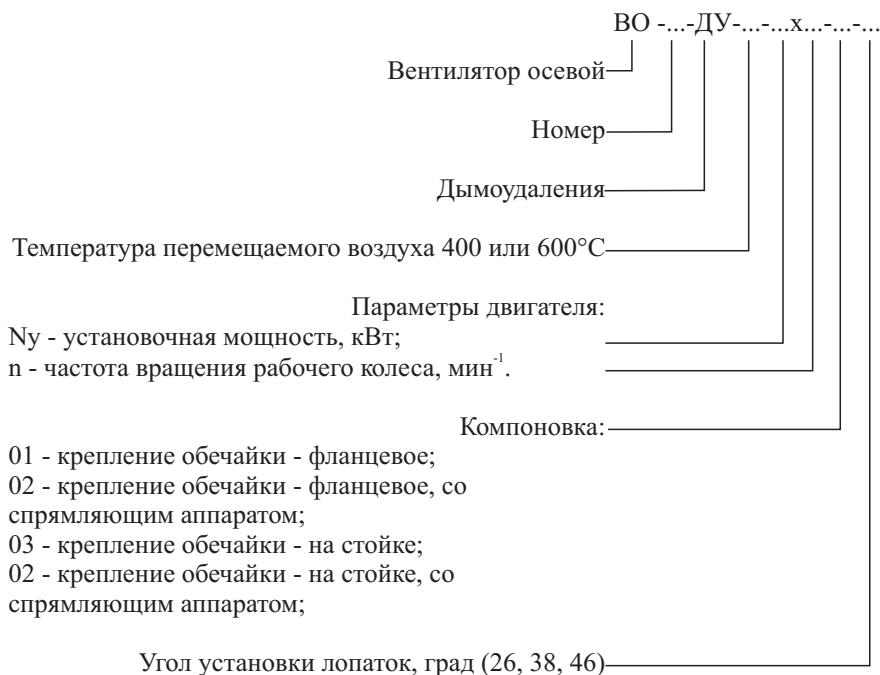 ВО -...-ДУ-...-...х...-...-...
Вентилятор осевой
Номер
Дымоудаления
Температура перемещаемого воздуха 400 или 600°С
Параметры двигателя:
Nу - установочная мощность, кВт;
n - частота вращения рабочего колеса, мин⁻¹.
Компоновка:
01 - крепление обечайки - фланцевое;
02 - крепление обечайки - фланцевое, со
спрямляющим аппаратом;
03 - крепление обечайки - на стойке;
02 - крепление обечайки - на стойке, со
спрямляющим аппаратом;
Угол установки лопаток, град (26, 38, 46)